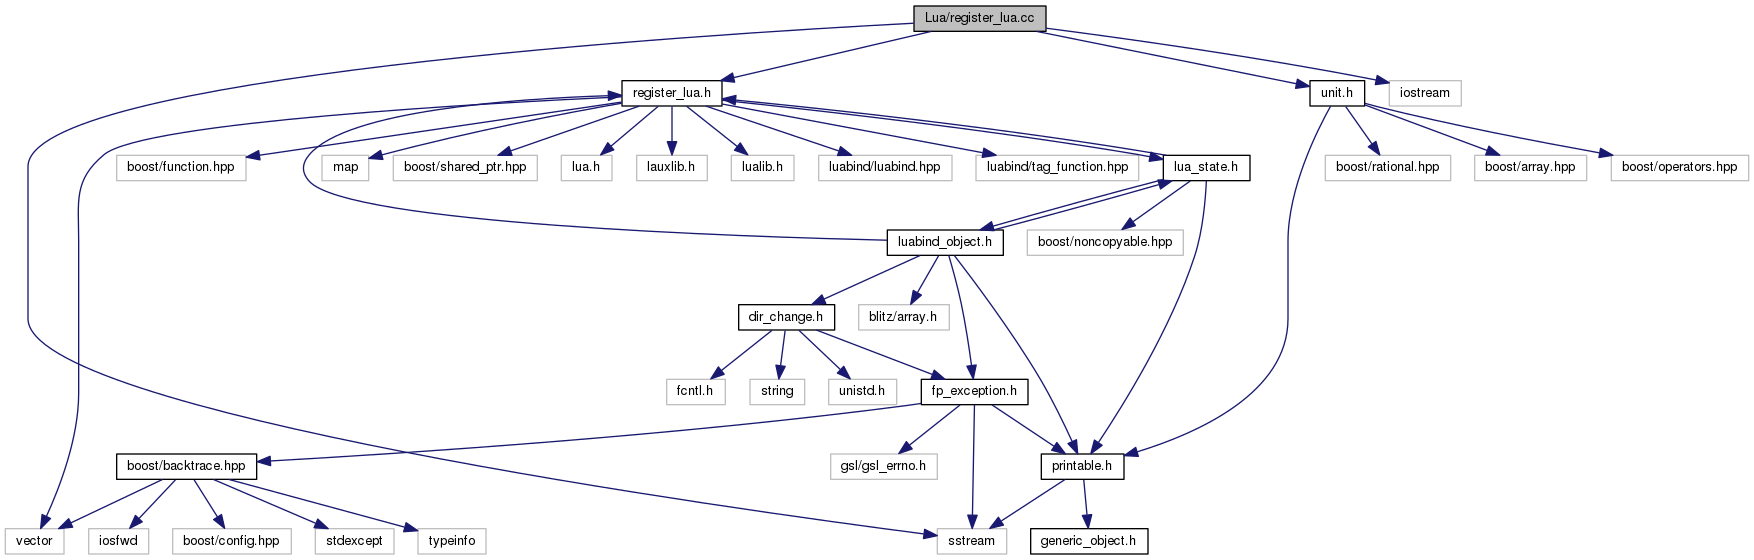 Lua/register_lua.cc
register_lua.h
unit.h
iostream
boost/function.hpp
map
boost/shared_ptr.hpp
lua.h
lauxlib.h
lualib.h
luabind/luabind.hpp
luabind/tag_function.hpp
lua_state.h
boost/rational.hpp
boost/array.hpp
boost/operators.hpp
luabind_object.h
boost/noncopyable.hpp
dir_change.h
blitz/array.h
fcntl.h
string
unistd.h
fp_exception.h
boost/backtrace.hpp
gsl/gsl_errno.h
printable.h
vector
iosfwd
boost/config.hpp
stdexcept
typeinfo
sstream
generic_object.h